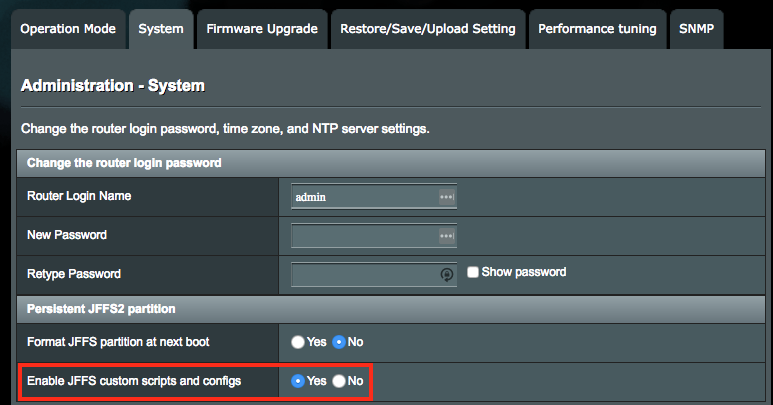 Operation Mode System Firmware Upgrade Restore/Save/Upload Setting Performance tuning SNMP
Administration - System
Change the router login password, time zone, and NTP server settings.
Change the router login password
Router Login Name admin
New Password
Retype Password Show password
Persistent JFFS2 partition
Format JFFS partition at next boot Yes No
Enable JFFS custom scripts and configs Yes No